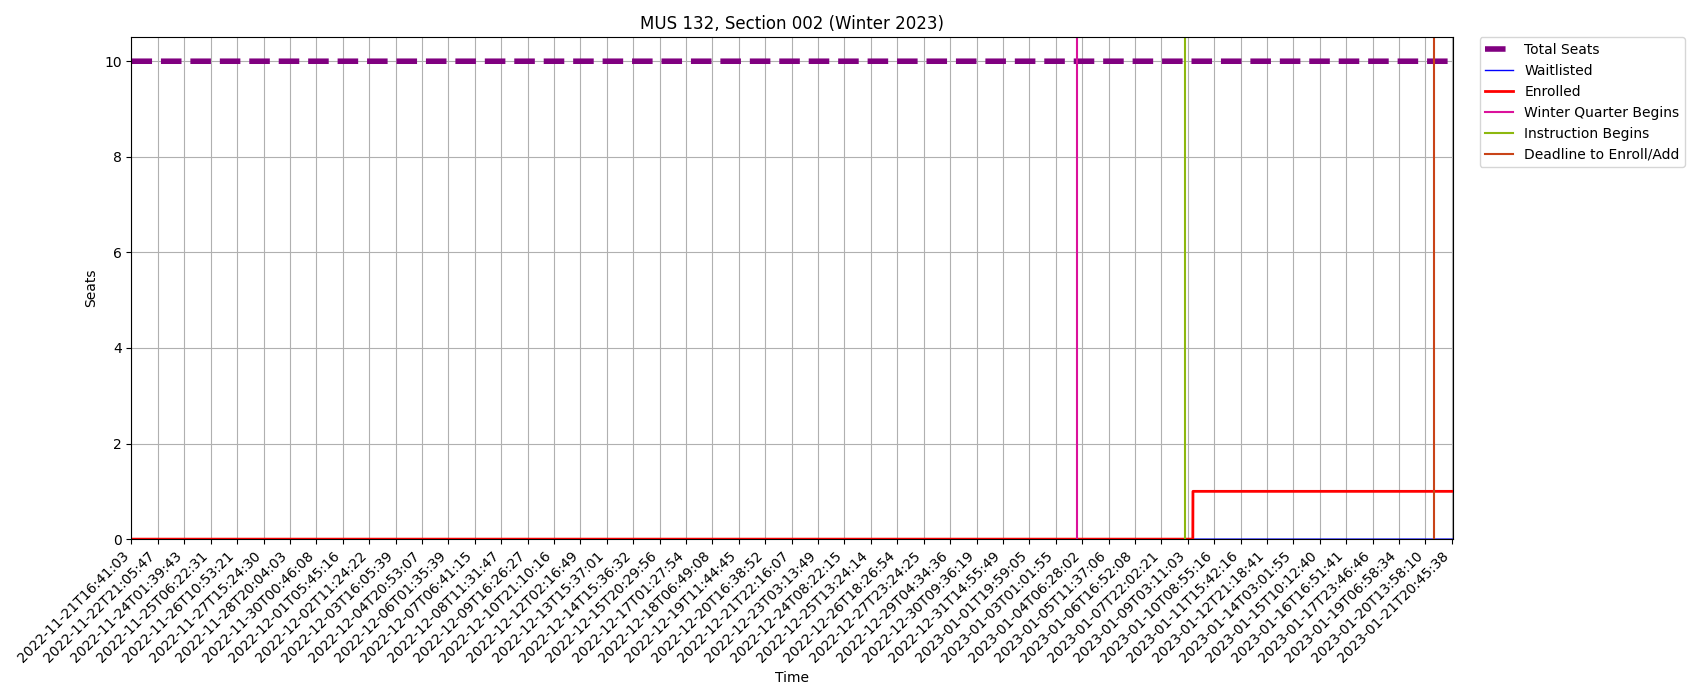 MUS 132, Section 002 (Winter 2023)
Total Seats
Waitlisted
Enrolled
Winter Quarter Begins
Instruction Begins
Deadline to Enroll/Add
Seats
10
8
6
4
2
0
2022-11-21T16:41:03
2022-11-22T21:05:47
2022-11-24T01:39:43
2022-11-25T06:22:31
2022-11-26T10:53:21
2022-11-27T15:24:30
2022-11-28T20:04:03
2022-11-30T00:46:08
2022-12-01T05:45:16
2022-12-02T11:24:22
2022-12-03T16:05:39
2022-12-04T20:53:07
2022-12-06T01:35:39
2022-12-07T06:41:15
2022-12-08T11:31:47
2022-12-09T16:26:27
2022-12-10T21:10:16
2022-12-12T02:16:49
2022-12-13T15:37:01
2022-12-14T15:36:32
2022-12-15T20:29:56
2022-12-17T01:27:54
2022-12-18T06:49:08
2022-12-19T11:44:45
2022-12-20T16:38:52
2022-12-21T22:16:07
2022-12-23T03:13:49
2022-12-24T08:22:15
2022-12-25T13:24:14
2022-12-26T18:26:54
2022-12-27T23:24:25
2022-12-29T04:34:36
2022-12-30T09:36:19
2022-12-31T14:55:49
2023-01-01T19:59:05
2023-01-03T01:01:55
2023-01-04T06:28:02
2023-01-05T11:37:06
2023-01-06T16:52:08
2023-01-07T22:02:21
2023-01-09T03:11:03
2023-01-10T08:55:16
2023-01-11T15:42:16
2023-01-12T21:18:41
2023-01-14T03:01:55
2023-01-15T10:12:40
2023-01-16T16:51:41
2023-01-17T23:46:46
2023-01-19T06:58:34
2023-01-20T13:58:10
2023-01-21T20:45:38
Time